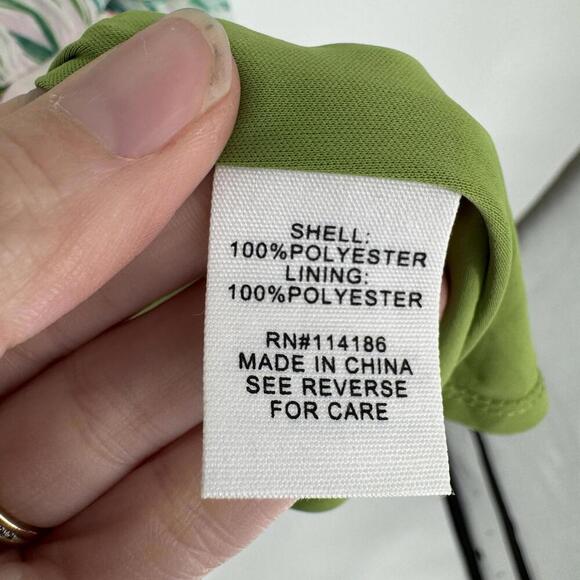 SHELL:
100%POLYESTER
LINING:
100%POLYESTER
RN#114186
MADE IN CHINA
SEE REVERSE
FOR CARE